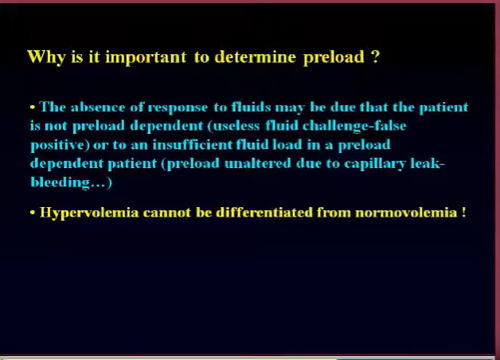 Why is it important to determine preload ?
• The absence of response to fluids may be due that the patient
is not preload dependent (useless fluid challenge-false
positive) or to an insufficient fluid load in a preload
dependent patient (preload unaltered due to capillary leak-
bleeding…)
• Hypervolemia cannot be differentiated from normovolemia !